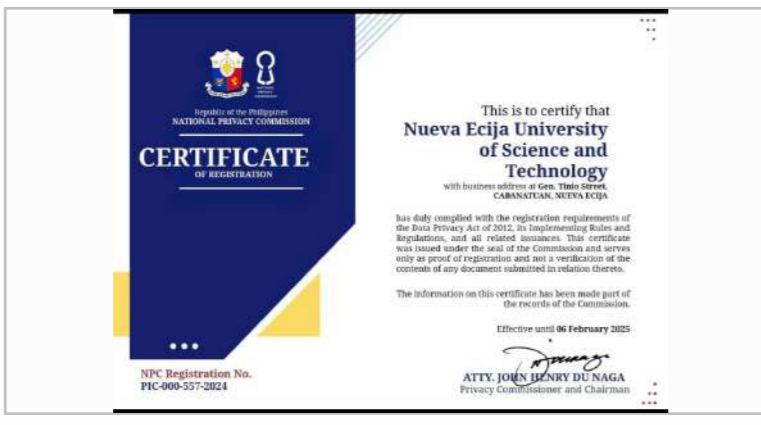 Republic of the Philippines
NATIONAL PRIVACY COMMISSION
CERTIFICATE
OF REGISTRATION
NPC Registration No.
PIC-000-557-2024
This is to certify that
Nueva Ecija University
of Science and
Technology
with business address at Gen. Tinio Street,
CABANATUAN, NUEVA ECIJA
has duly complied with the registration requirements of
the Data Privacy Act of 2012, its Implementing Rules and
Regulations, and all related issuances. This certificate
was issued under the seal of the Commission and serves
only as proof of registration and not a verification of the
contents of any document submitted in relation thereto.
The information on this certificate has been made part of
the records of the Commission.
Effective until 06 February 2025
ATTY. JOHN HENRY DU NAGA
Privacy Commissioner and Chairman